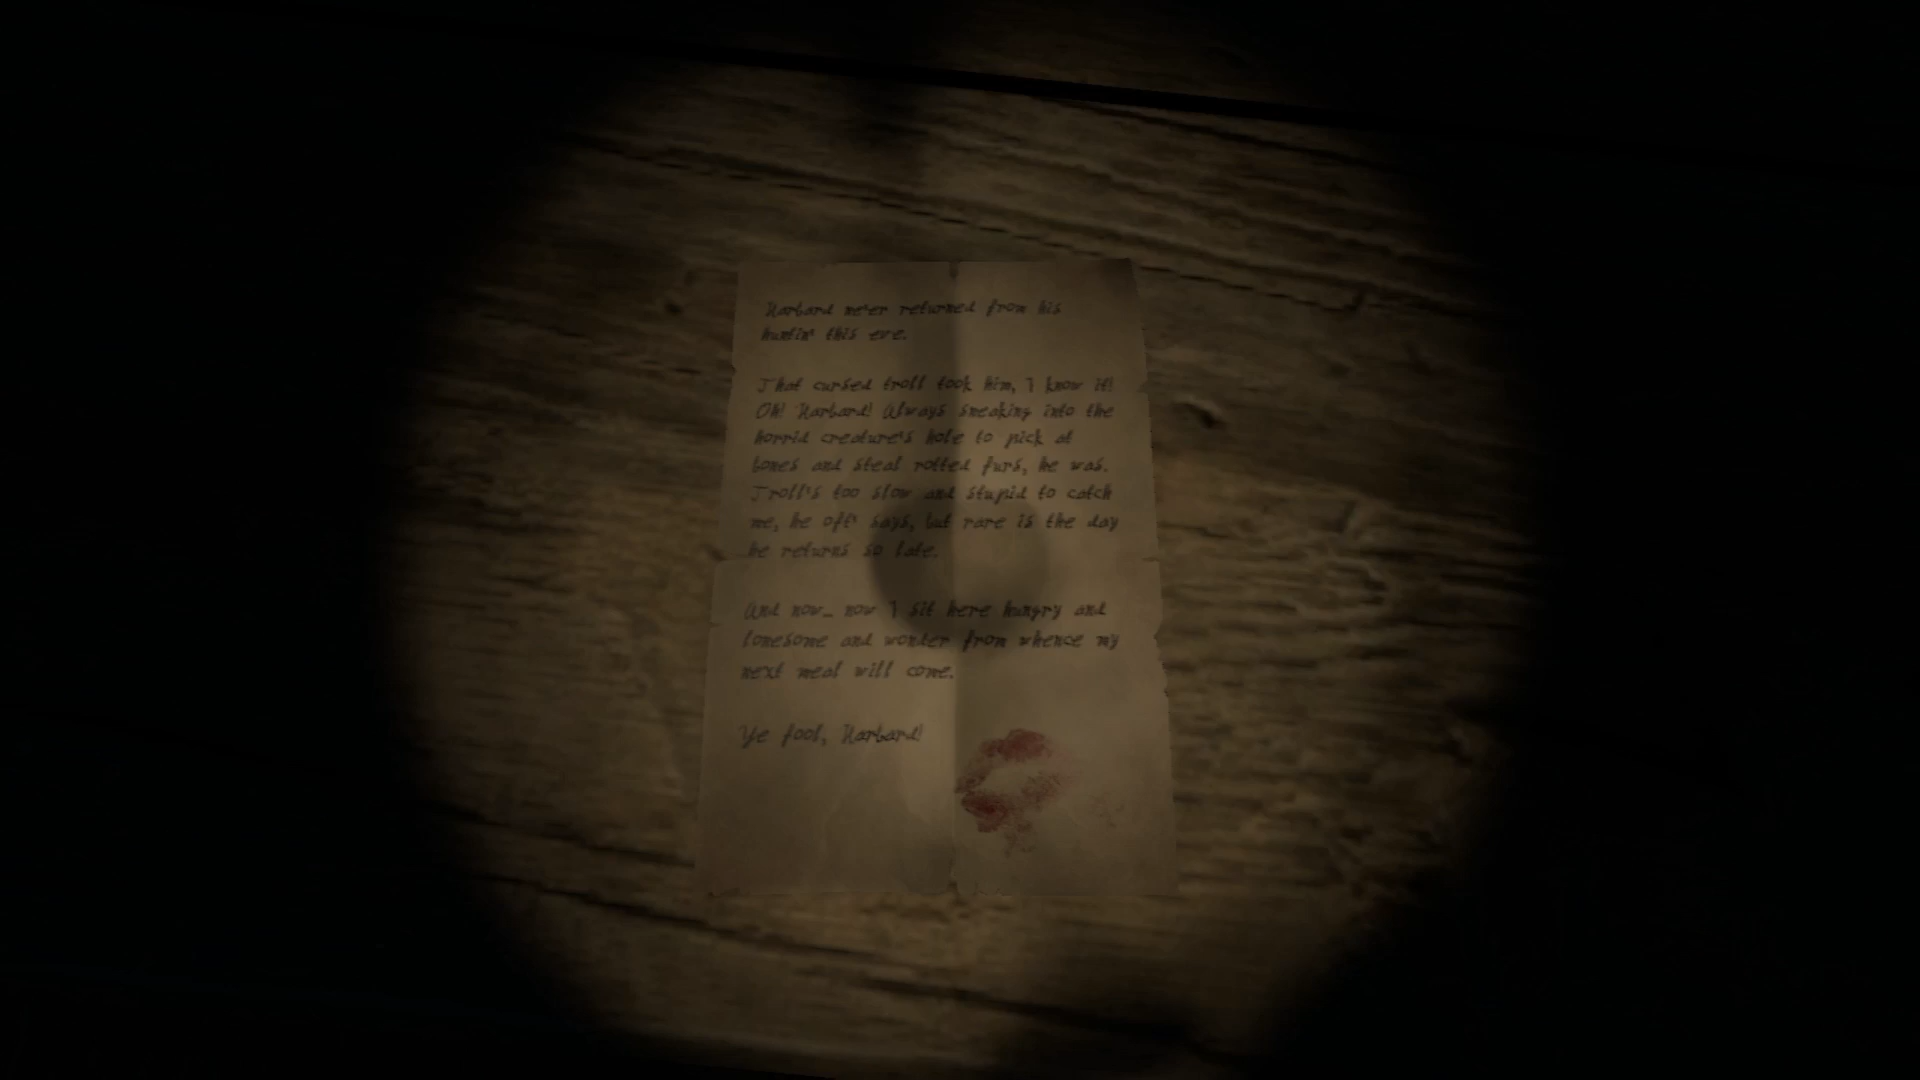 Harbard ne'er returned from his
huntin' this eve.
That cursed troll took him, I know it!
Oh! Harbard! Always sneaking into the
horrid creature's hole to pick at
bones and steal rotted furs, he was.
Troll's too slow and stupid to catch
me, he oft' says, but rare is the day
he returns so late.
And now... now I sit here hungry and
lonesome and wonder from whence my
next meal will come.
Ye fool, Harbard!